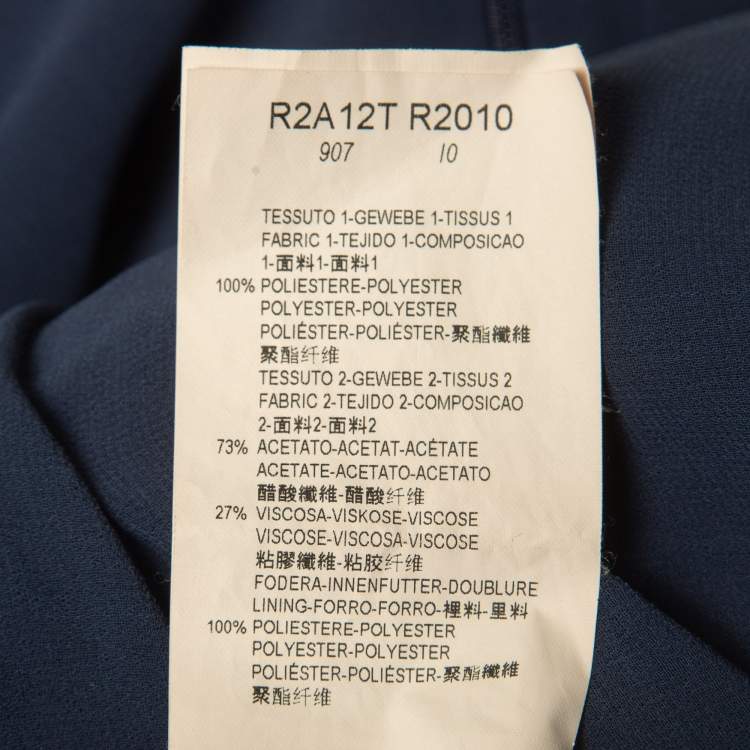 R2A12T R2010
907 10
TESSUTO 1-GEWEBE 1-TISSUS 1
FABRIC 1-TEJIDO 1-COMPOSICAO
1-面料1-面料1
100% POLIESTERE-POLYESTER
POLYESTER-POLYESTER
POLIÉSTER-POLIÉSTER-聚酯纖維
聚酯纤维
TESSUTO 2-GEWEBE 2-TISSUS 2
FABRIC 2-TEJIDO 2-COMPOSICAO
2-面料2-面料2
73% ACETATO-ACETAT-ACÉTATE
ACETATE-ACETATO-ACETATO
醋酸纖維-醋酸纤维
27% VISCOSA-VISKOSE-VISCOSE
VISCOSE-VISCOSA-VISCOSE
粘膠纖維-粘胶纤维
FODERA-INNENFUTTER-DOUBLURE
LINING-FORRO-FORRO-裡料-里料
100% POLIESTERE-POLYESTER
POLYESTER-POLYESTER
POLIÉSTER-POLIÉSTER-聚酯纖維
聚酯纤维